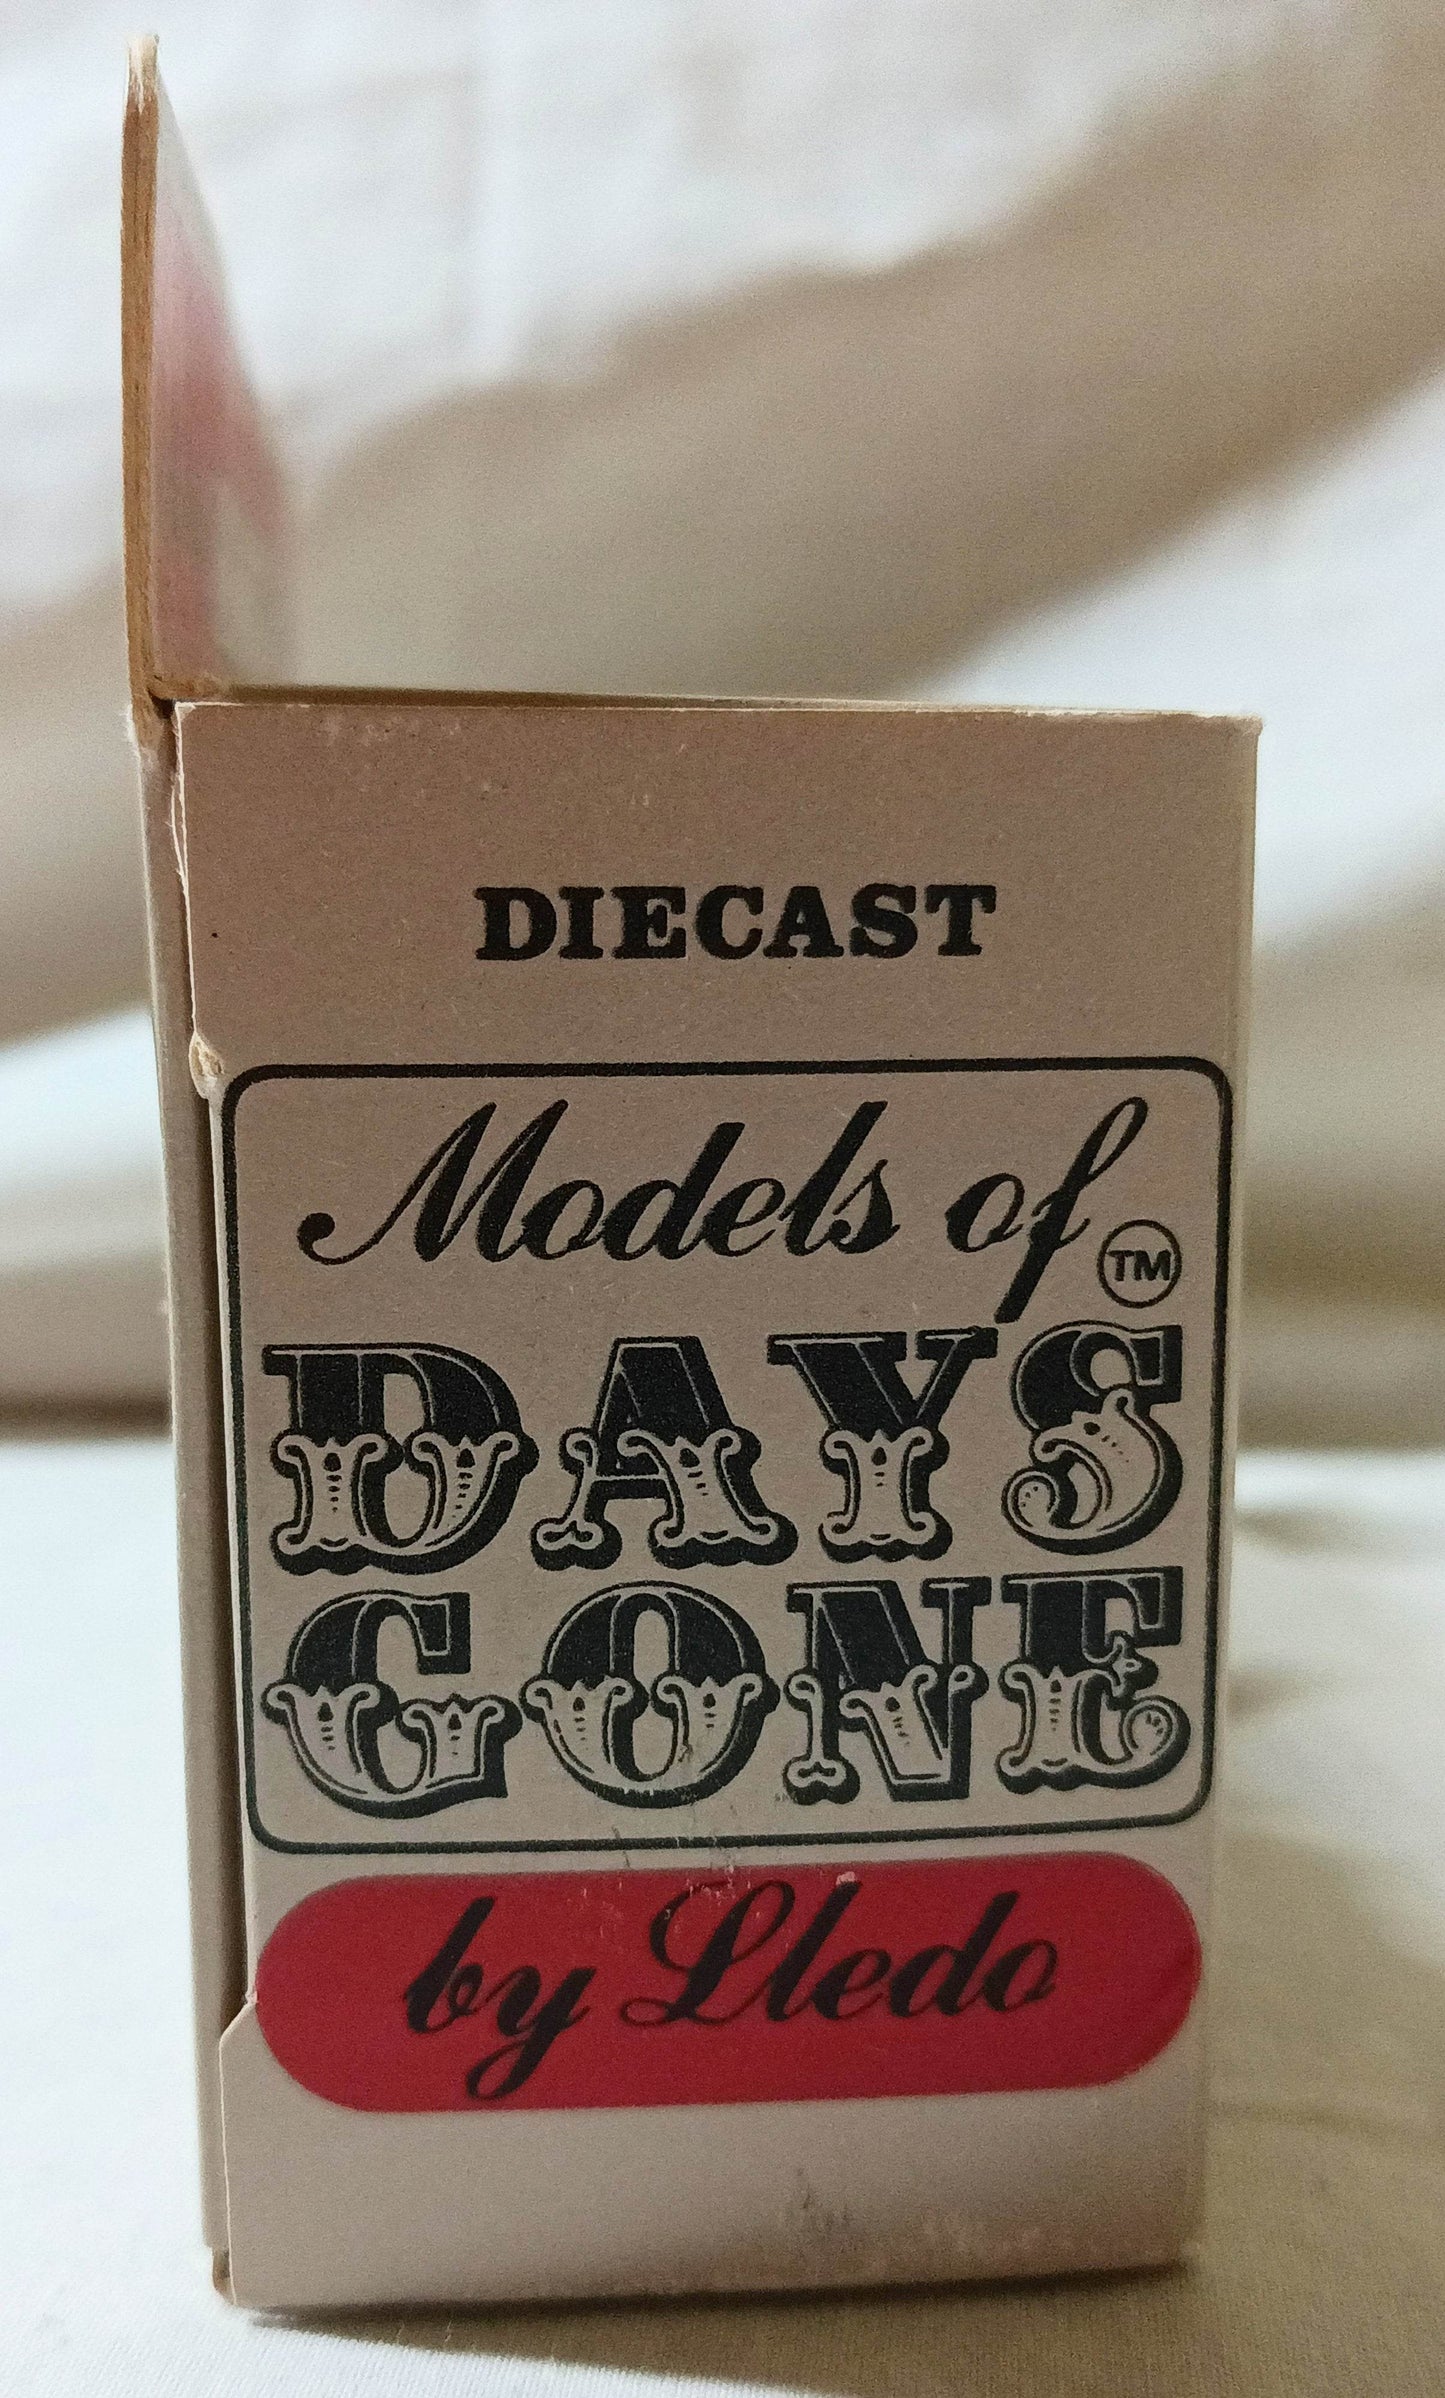 DIECAST
Models of
TM
DAYS
GONE
by Lledo